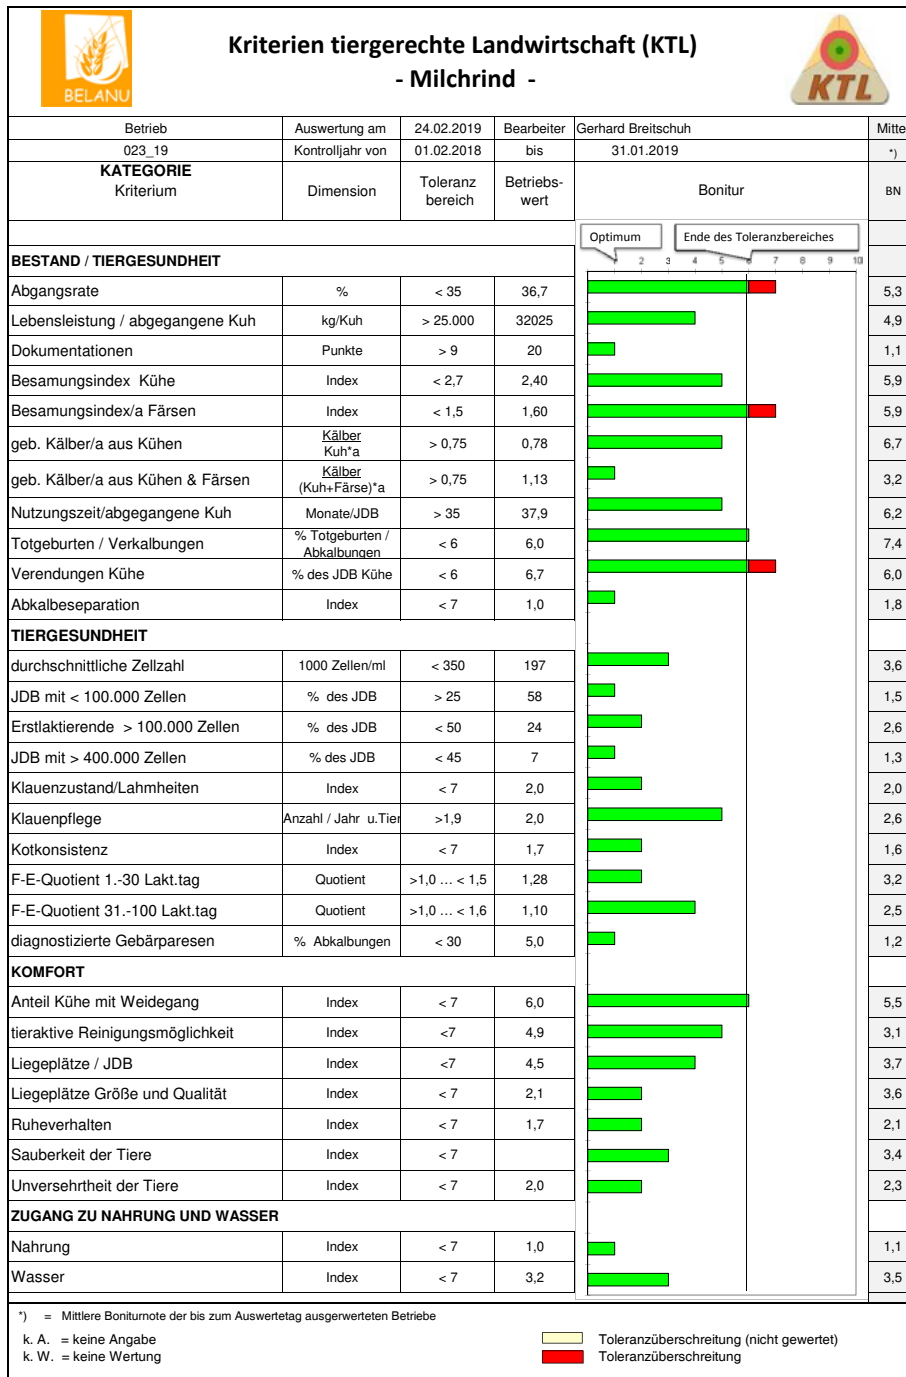 BELANU
Kriterien tiergerechte Landwirtschaft (KTL)
- Milchrind -
KTL
Betrieb Auswertung am 24.02.2019 Bearbeiter Gerhard Breitschuh Mitte
023_19 Kontrolljahr von 01.02.2018 bis 31.01.2019 *)
KATEGORIE
Kriterium Dimension Toleranz bereich Betriebs- wert Bonitur BN
Optimum Ende des Toleranzbereiches
1 2 3 4 5 6 7 8 9 10
BESTAND / TIERGESUNDHEIT
Abgangsrate % < 35 36,7 5,3
Lebensleistung / abgegangene Kuh kg/Kuh > 25.000 32025 4,9
Dokumentationen Punkte > 9 20 1,1
Besamungsindex Kühe Index < 2,7 2,40 5,9
Besamungsindex/a Färsen Index < 1,5 1,60 5,9
geb. Kälber/a aus Kühen Kälber Kuh*a > 0,75 0,78 6,7
geb. Kälber/a aus Kühen & Färsen Kälber (Kuh+Färse)*a > 0,75 1,13 3,2
Nutzungszeit/abgegangene Kuh Monate/JDB > 35 37,9 6,2
Totgeburten / Verkalbungen % Totgeburten / Abkalbungen < 6 6,0 7,4
Verendungen Kühe % des JDB Kühe < 6 6,7 6,0
Abkalbeseparation Index < 7 1,0 1,8
TIERGESUNDHEIT
durchschnittliche Zellzahl 1000 Zellen/ml < 350 197 3,6
JDB mit < 100.000 Zellen % des JDB > 25 58 1,5
Erstlaktierende > 100.000 Zellen % des JDB < 50 24 2,6
JDB mit > 400.000 Zellen % des JDB < 45 7 1,3
Klauenzustand/Lahmheiten Index < 7 2,0 2,0
Klauenpflege Anzahl / Jahr u.Tier >1,9 2,0 2,6
Kotkonsistenz Index < 7 1,7 1,6
F-E-Quotient 1.-30 Lakt.tag Quotient >1,0 ... < 1,5 1,28 3,2
F-E-Quotient 31.-100 Lakt.tag Quotient >1,0 ... < 1,6 1,10 2,5
diagnostizierte Gebärparesen % Abkalbungen < 30 5,0 1,2
KOMFORT
Anteil Kühe mit Weidegang Index < 7 6,0 5,5
tieraktive Reinigungsmöglichkeit Index <7 4,9 3,1
Liegeplätze / JDB Index <7 4,5 3,7
Liegeplätze Größe und Qualität Index < 7 2,1 3,6
Ruheverhalten Index < 7 1,7 2,1
Sauberkeit der Tiere Index < 7 3,4
Unversehrtheit der Tiere Index < 7 2,0 2,3
ZUGANG ZU NAHRUNG UND WASSER
Nahrung Index < 7 1,0 1,1
Wasser Index < 7 3,2 3,5
*) = Mittlere Boniturnote der bis zum Auswertetag ausgerwerteten Betriebe
k. A. = keine Angabe Toleranzüberschreitung (nicht gewertet)
k. W. = keine Wertung Toleranzüberschreitung